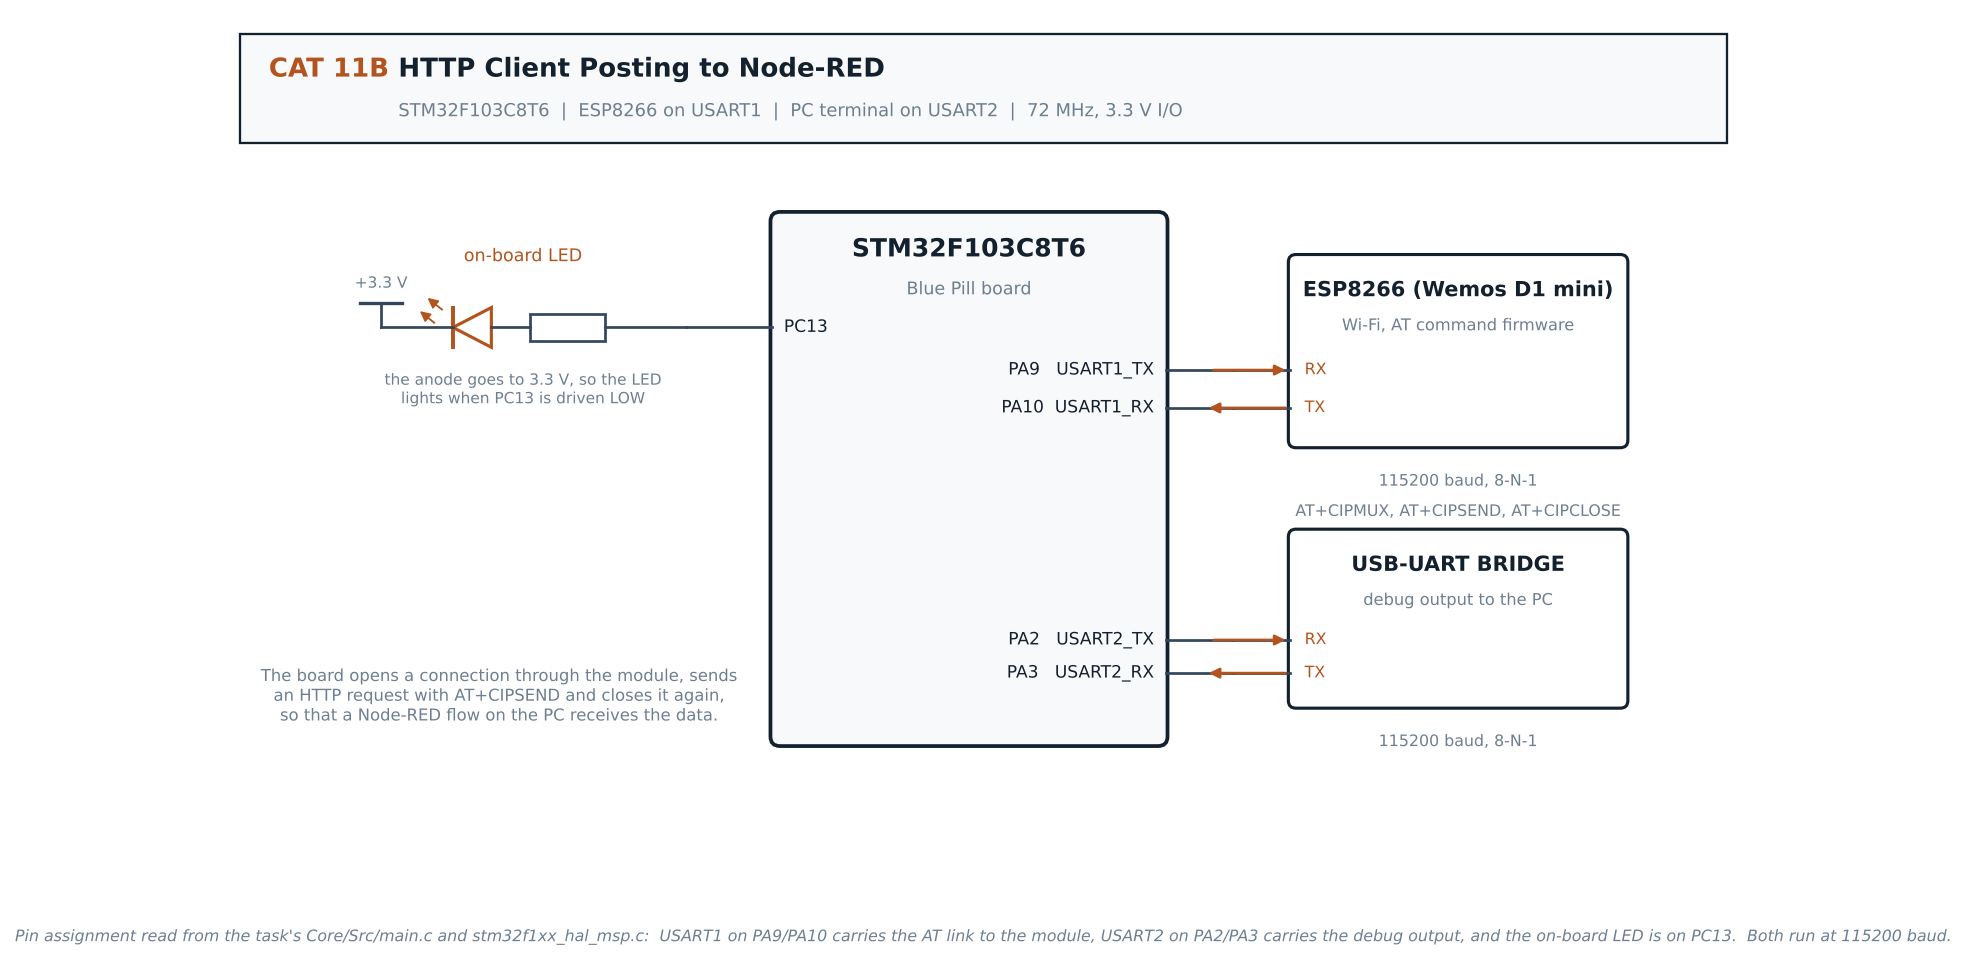 CAT 11B HTTP Client Posting to Node-RED
STM32F103C8T6 | ESP8266 on USART1 | PC terminal on USART2 | 72 MHz, 3.3 V I/O
on-board LED
+3.3 V
the anode goes to 3.3 V, so the LED
lights when PC13 is driven LOW
STM32F103C8T6
Blue Pill board
PC13
PA9 USART1_TX
PA10 USART1_RX
PA2 USART2_TX
PA3 USART2_RX
ESP8266 (Wemos D1 mini)
Wi-Fi, AT command firmware
RX
TX
115200 baud, 8-N-1
AT+CIPMUX, AT+CIPSEND, AT+CIPCLOSE
USB-UART BRIDGE
debug output to the PC
RX
TX
115200 baud, 8-N-1
The board opens a connection through the module, sends
an HTTP request with AT+CIPSEND and closes it again,
so that a Node-RED flow on the PC receives the data.
Pin assignment read from the task's Core/Src/main.c and stm32f1xx_hal_msp.c: USART1 on PA9/PA10 carries the AT link to the module, USART2 on PA2/PA3 carries the debug output, and the on-board LED is on PC13. Both run at 115200 baud.